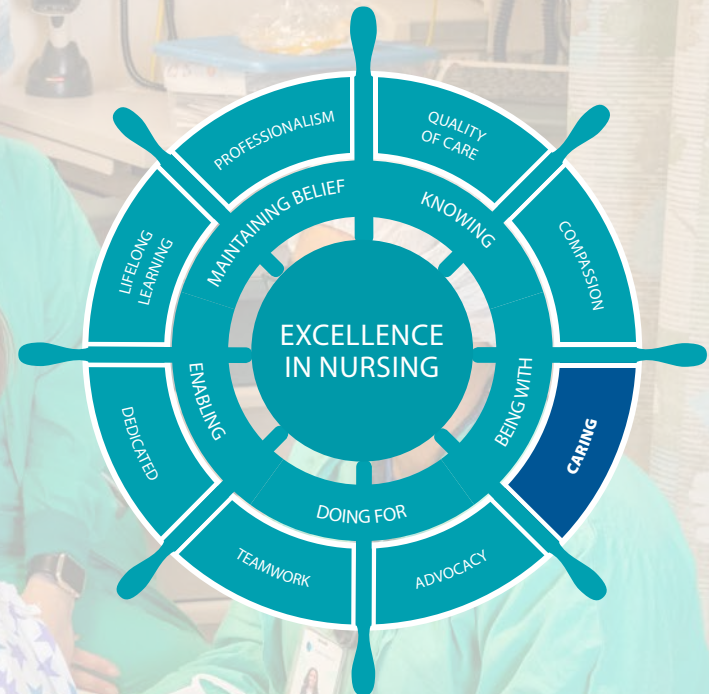 PROFESSIONALISM
QUALITY
OF CARE
COMPASSION
CARING
ADVOCACY
TEAMWORK
DEDICATED
LIFELONG
LEARNING
MAINTAINING BELIEF
KNOWING
BEING WITH
DOING FOR
ENABLING
EXCELLENCE
IN NURSING